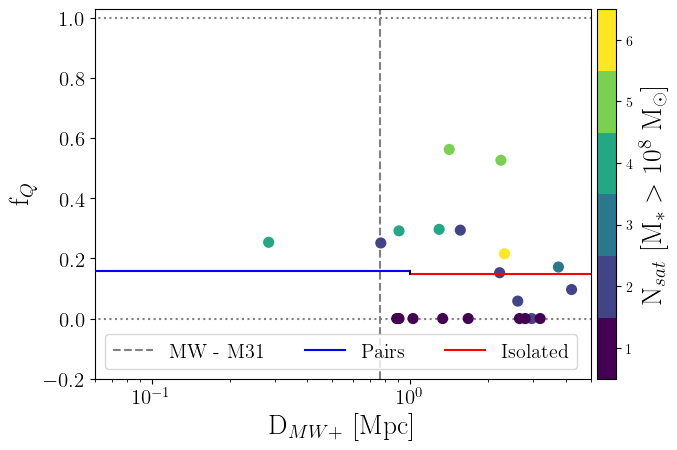 1.0
0.8
0.6
0.4
0.2
0.0
−0.2
f_Q
10^{-1}
10^0
D_{MW+} [Mpc]
MW - M31
Pairs
Isolated
6
5
4
3
2
1
N_{sat} [M_* > 10^8 M_⊙]